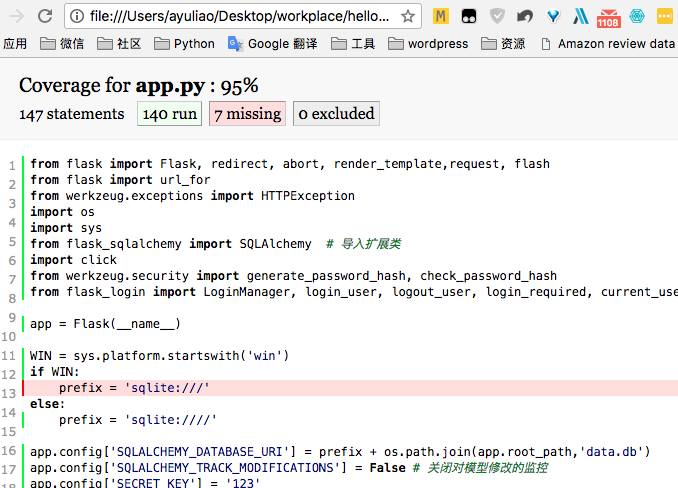 file:///Users/ayuliao/Desktop/workplace/hello...
1108
应用 微信 社区 Python Google 翻译 工具 wordpress 资源 Amazon review data
Coverage for app.py : 95%
147 statements 140 run 7 missing 0 excluded
1 from flask import Flask, redirect, abort, render_template,request, flash
2 from flask import url_for
3 from werkzeug.exceptions import HTTPException
4 import os
5 import sys
6 from flask_sqlalchemy import SQLAlchemy # 导入扩展类
7 import click
8 from werkzeug.security import generate_password_hash, check_password_hash
9 from flask_login import LoginManager, login_user, logout_user, login_required, current_use
10
11 app = Flask(__name__)
12
13 WIN = sys.platform.startswith('win')
14 if WIN:
15 prefix = 'sqlite:///'
16 else:
17 prefix = 'sqlite:////'
18
app.config['SQLALCHEMY_DATABASE_URI'] = prefix + os.path.join(app.root_path,'data.db')
app.config['SQLALCHEMY_TRACK_MODIFICATIONS'] = False # 关闭对模型修改的监控
app.config['SECRET_KEY'] = '123'